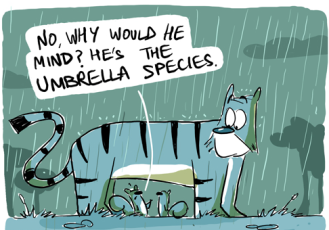 NO, WHY WOULD HE
MIND? HE'S THE
UMBRELLA SPECIES.